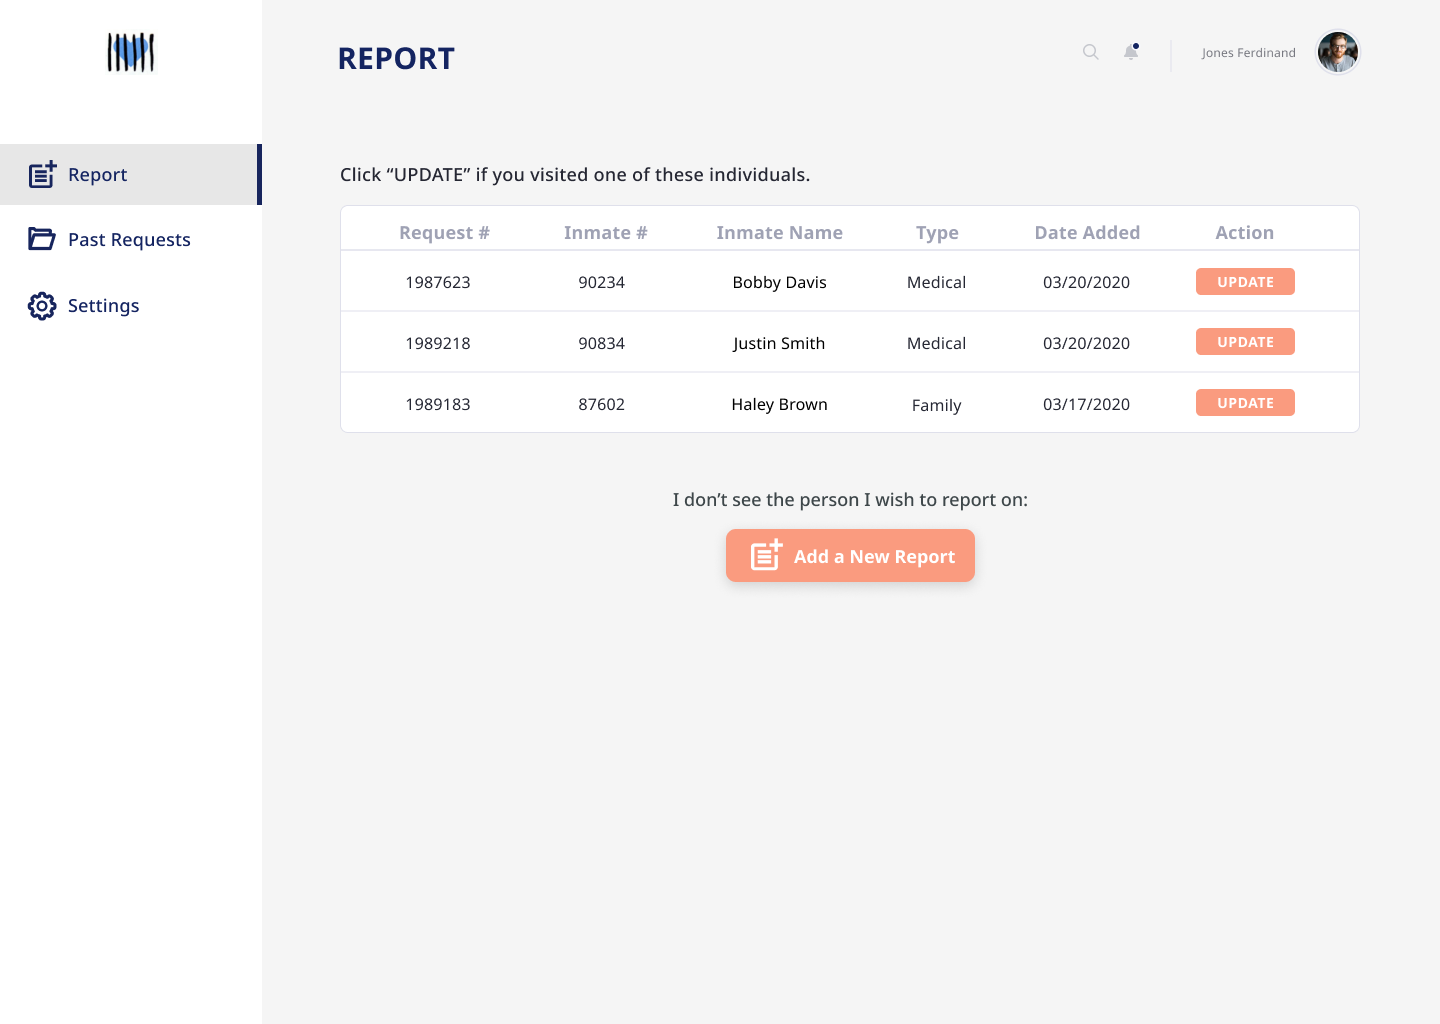 REPORT
Jones Ferdinand
Report
Past Requests
Settings
Click “UPDATE” if you visited one of these individuals.
Request # Inmate # Inmate Name Type Date Added Action
1987623 90234 Bobby Davis Medical 03/20/2020 UPDATE
1989218 90834 Justin Smith Medical 03/20/2020 UPDATE
1989183 87602 Haley Brown Family 03/17/2020 UPDATE
I don’t see the person I wish to report on:
Add a New Report